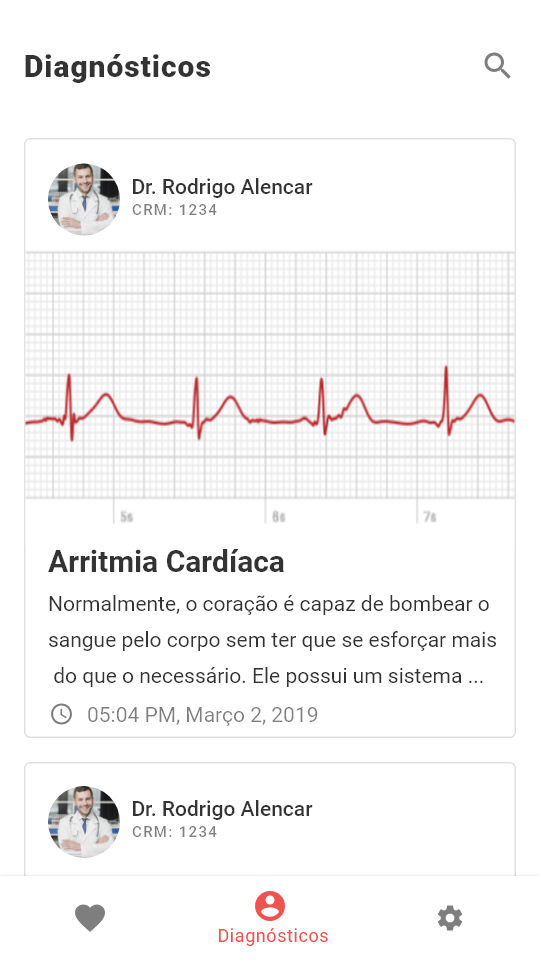 Diagnósticos
Dr. Rodrigo Alencar
CRM: 1234
5s 6s 7s
Arritmia Cardíaca
Normalmente, o coração é capaz de bombear o
sangue pelo corpo sem ter que se esforçar mais
do que o necessário. Ele possui um sistema ...
05:04 PM, Março 2, 2019
Dr. Rodrigo Alencar
CRM: 1234
Diagnósticos